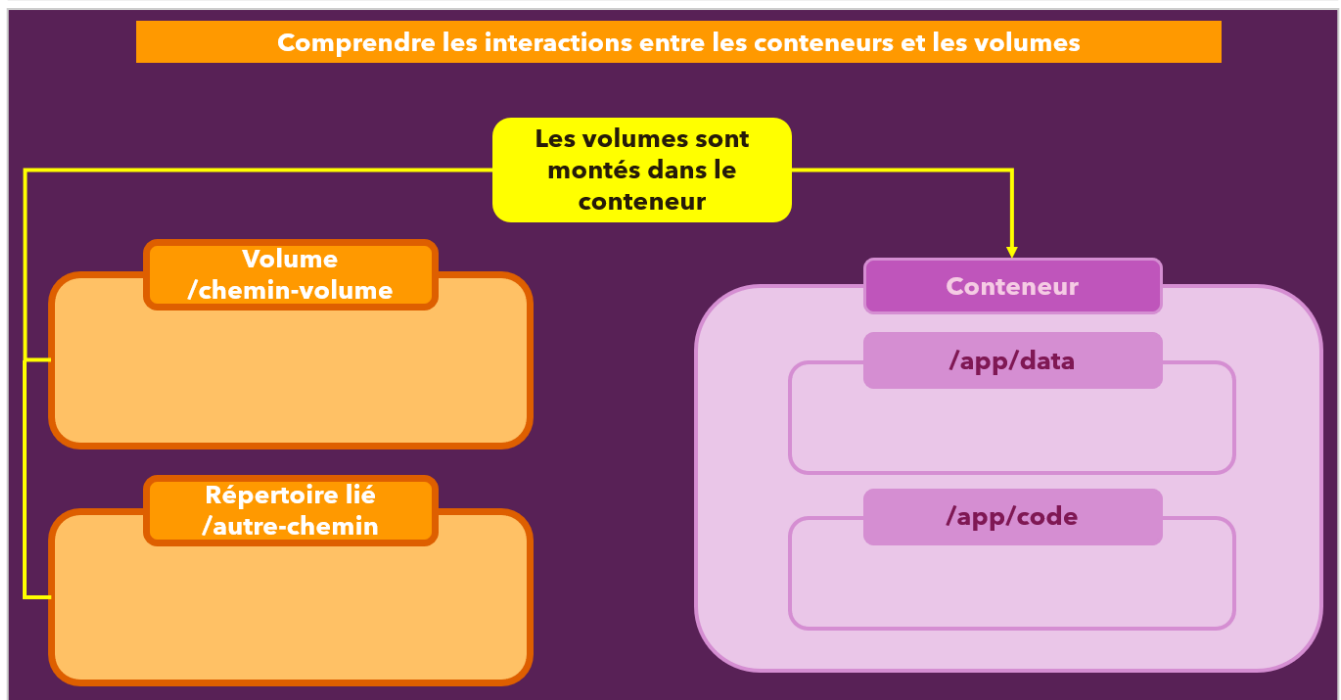 Comprendre les interactions entre les conteneurs et les volumes
Les volumes sont
montés dans le
conteneur
Volume
/chemin-volume
Conteneur
/app/data
Répertoire lié
/autre-chemin
/app/code